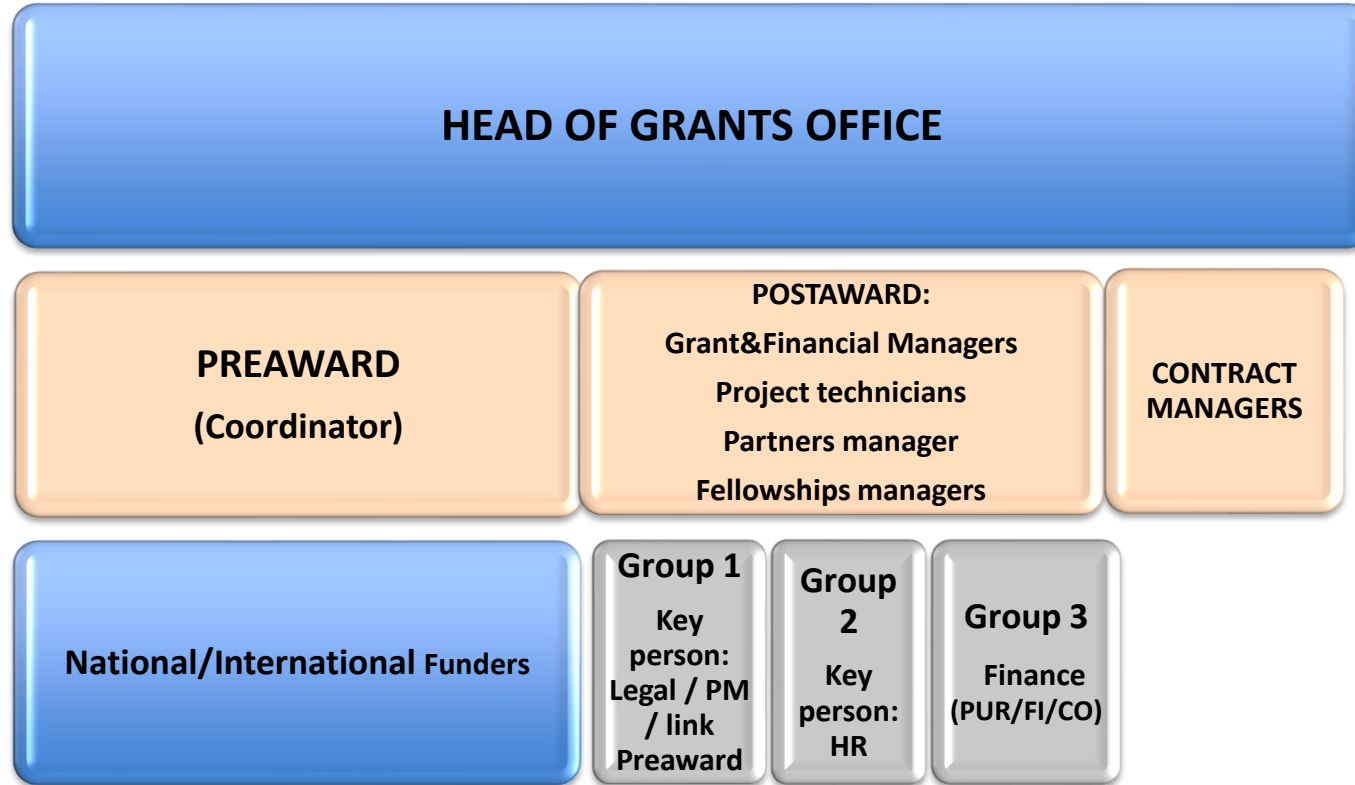 HEAD OF GRANTS OFFICE
PREAWARD
(Coordinator)
POSTAWARD:
Grant&Financial Managers
Project technicians
Partners manager
Fellowships managers
CONTRACT
MANAGERS
National/International Funders
Group 1
Key
person:
Legal / PM
/ link
Preaward
Group
2
Key
person:
HR
Group 3
Finance
(PUR/FI/CO)